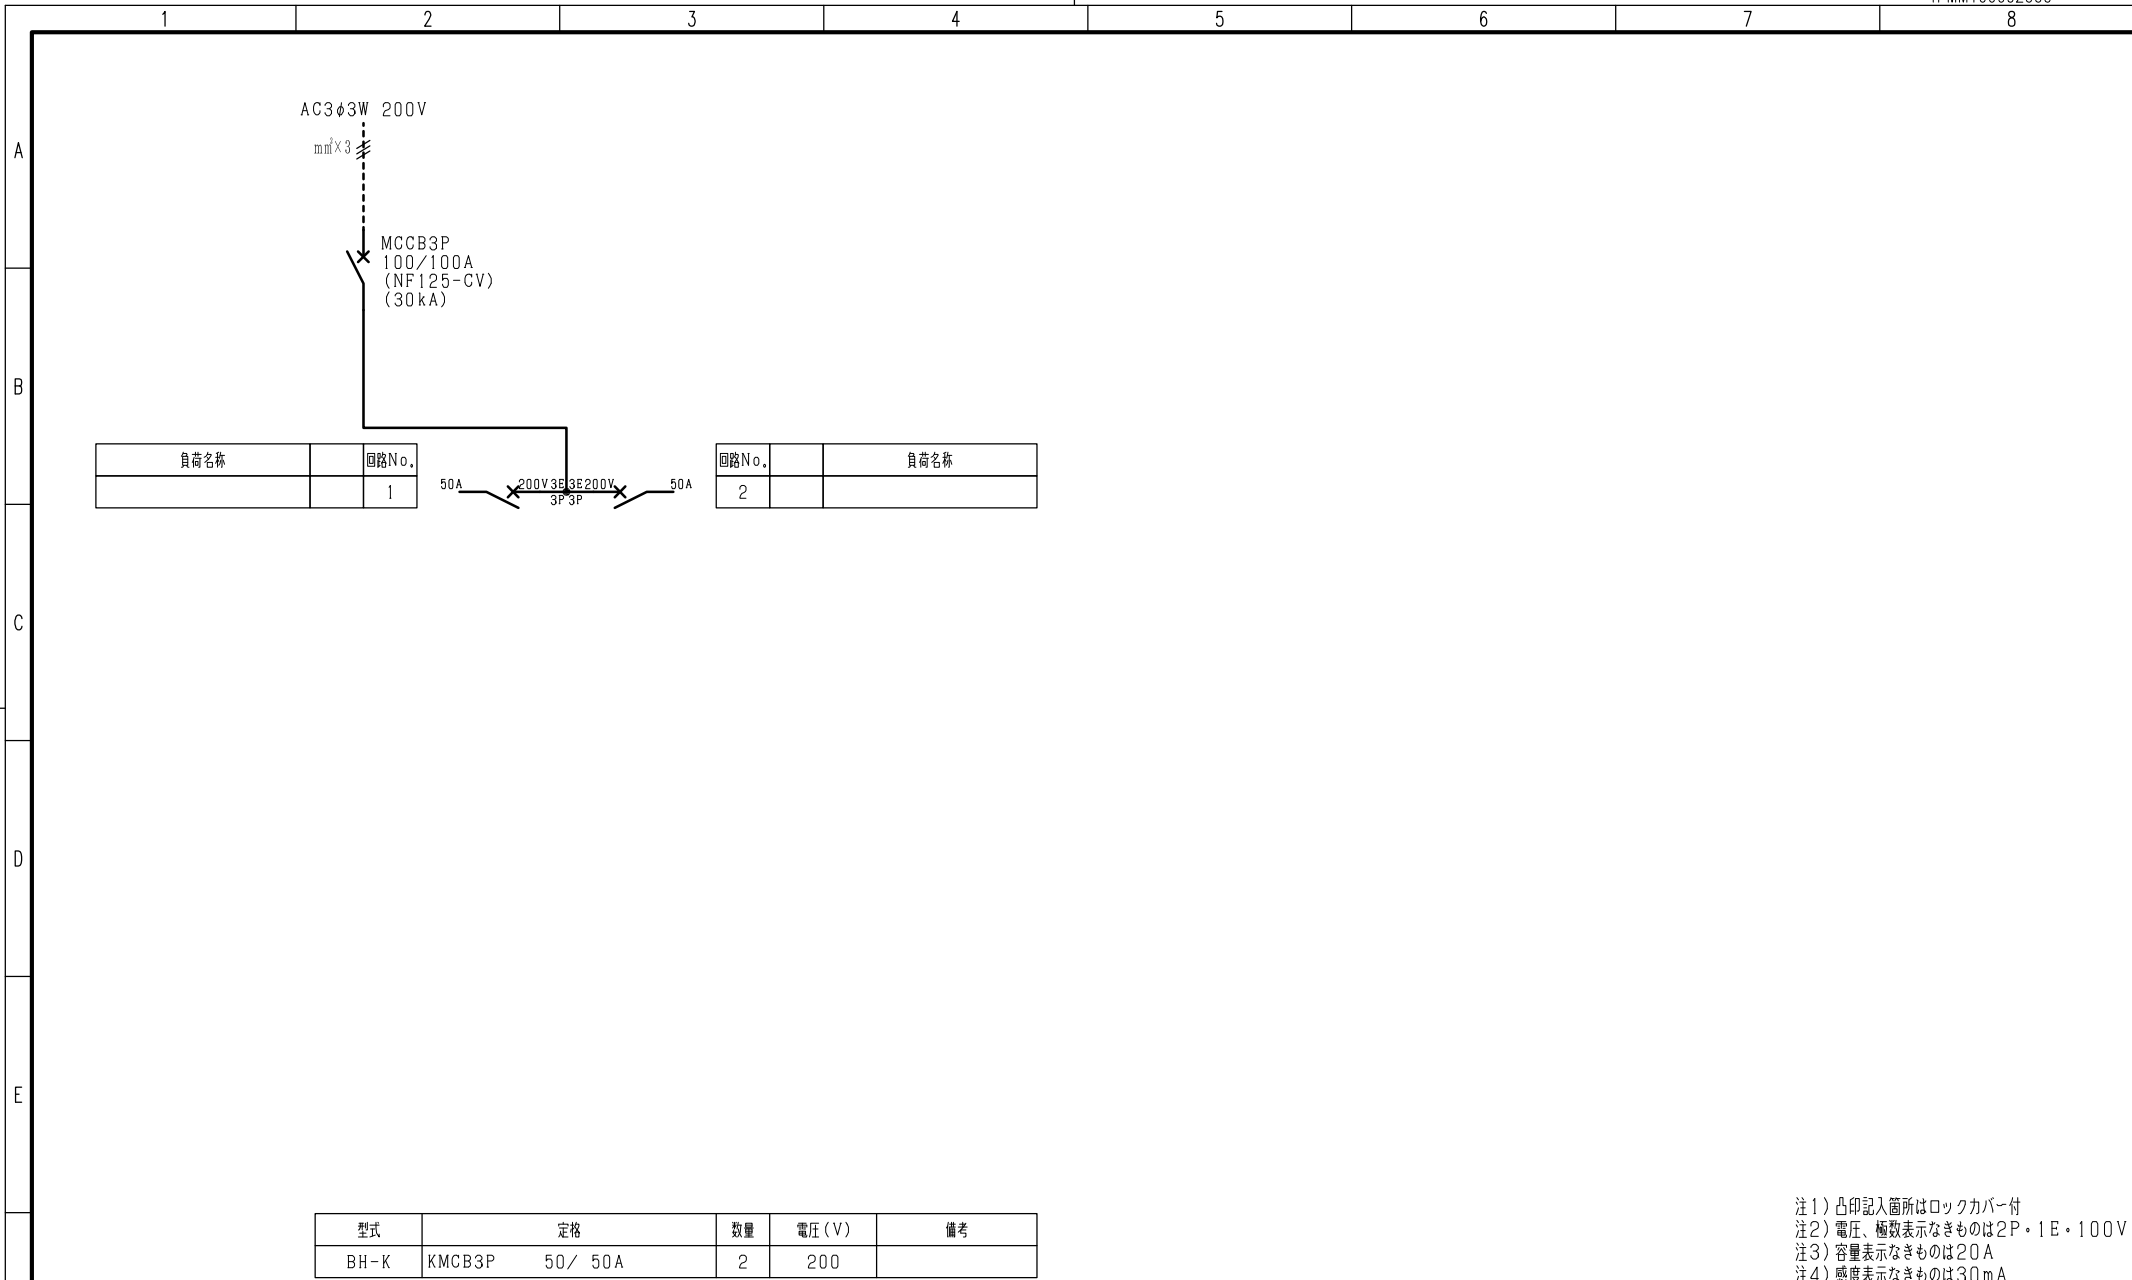 1 2 3 4 5 6 7 8
A
B
C
D
E
AC3φ3W 200V
mm²×3
MCCB3P
100/100A
(NF125-CV)
(30kA)
負荷名称 回路No.
1
50A 200V3E 3E200V 50A
3P 3P
回路No. 負荷名称
2
型式 定格 数量 電圧(V) 備考
BH-K KMCB3P 50/ 50A 2 200
注1)凸印記入箇所はロックカバー付
注2)電圧、極数表示なきものは2P・1E・100V
注3)容量表示なきものは20A
注4)感度表示なきものは30mA